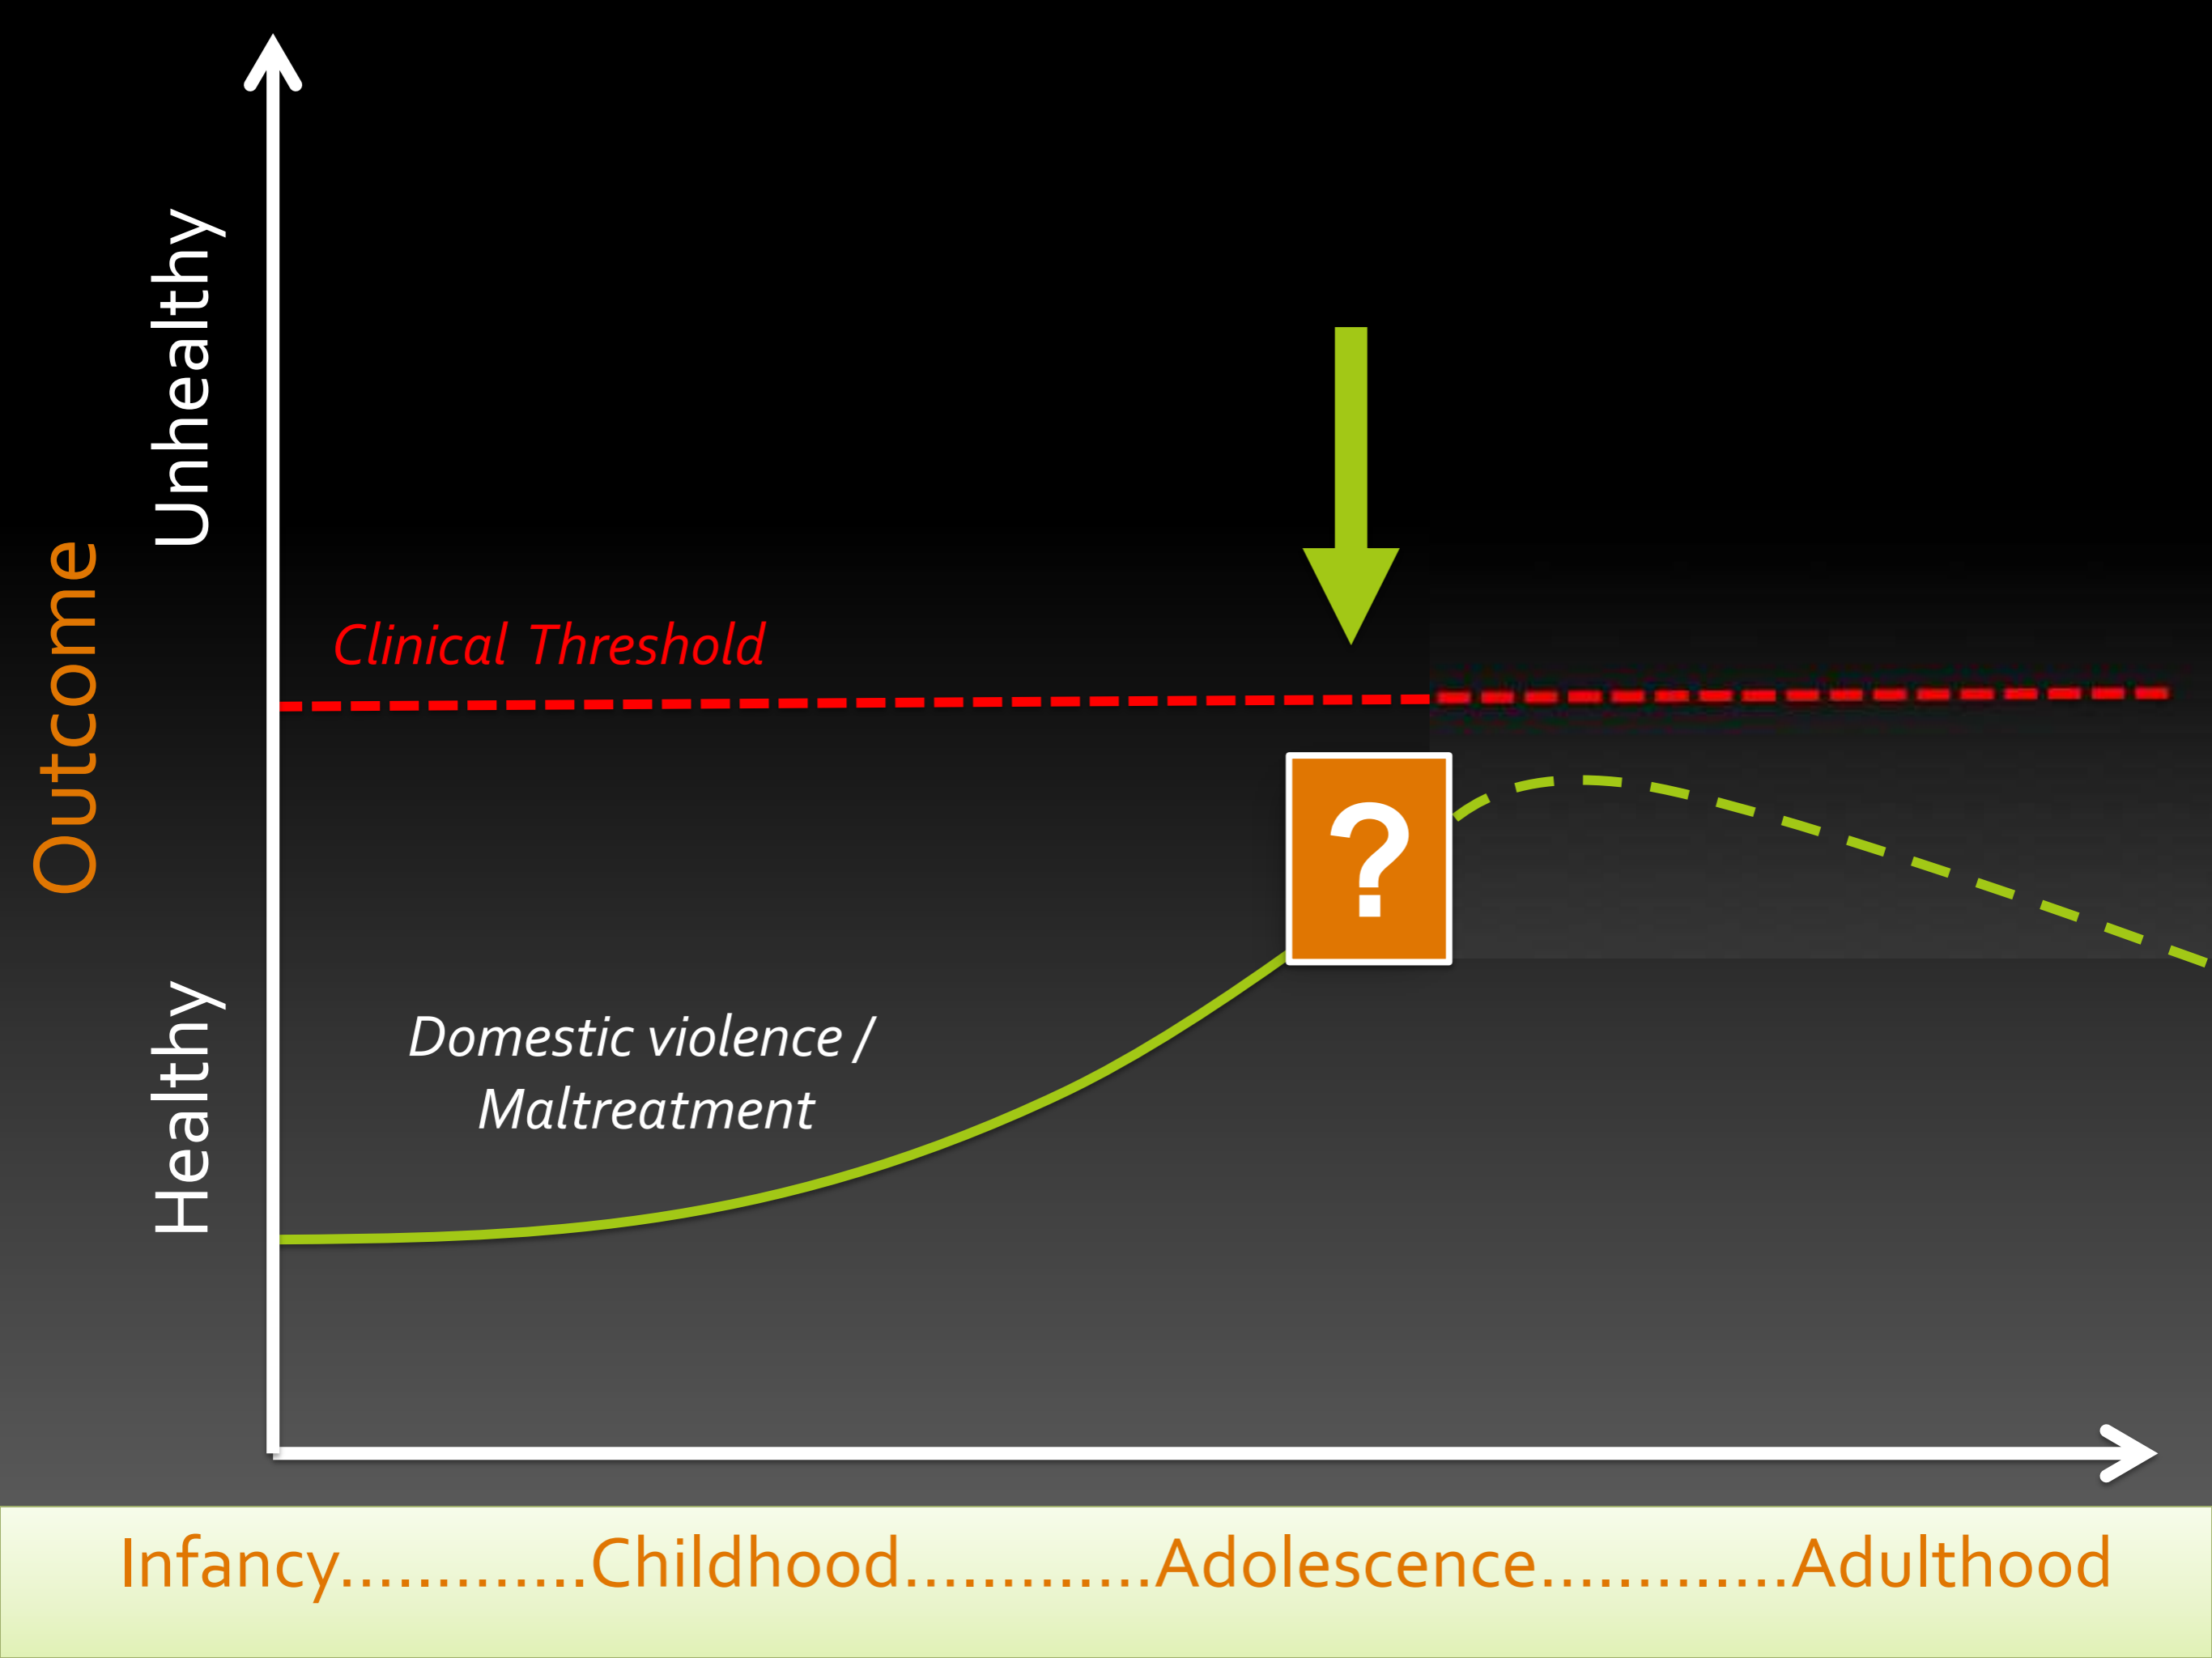 Outcome
Unhealthy
Healthy
Clinical Threshold
?
Domestic violence /
Maltreatment
Infancy.............Childhood.............Adolescence.............Adulthood